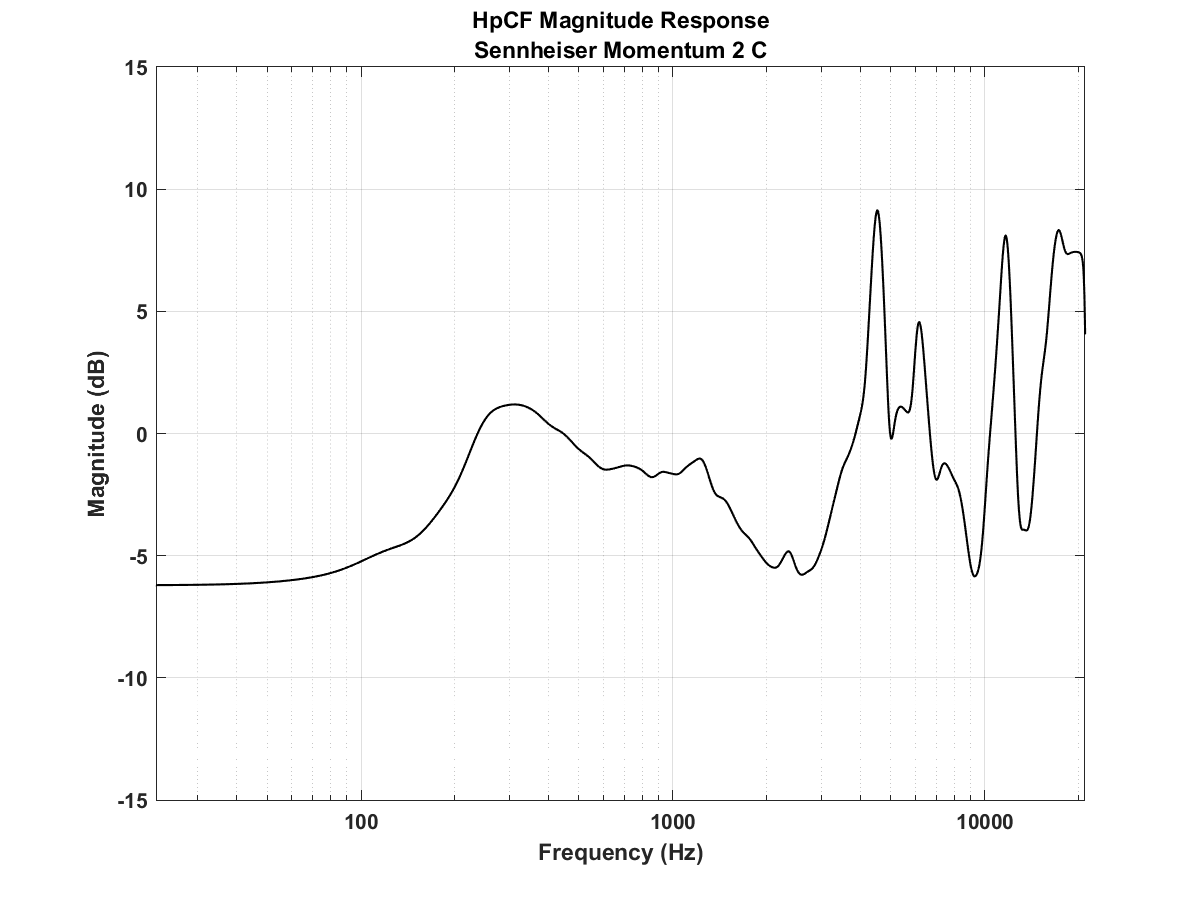 HpCF Magnitude Response
Sennheiser Momentum 2 C
15
10
5
0
-5
-10
-15
Magnitude (dB)
100
1000
10000
Frequency (Hz)